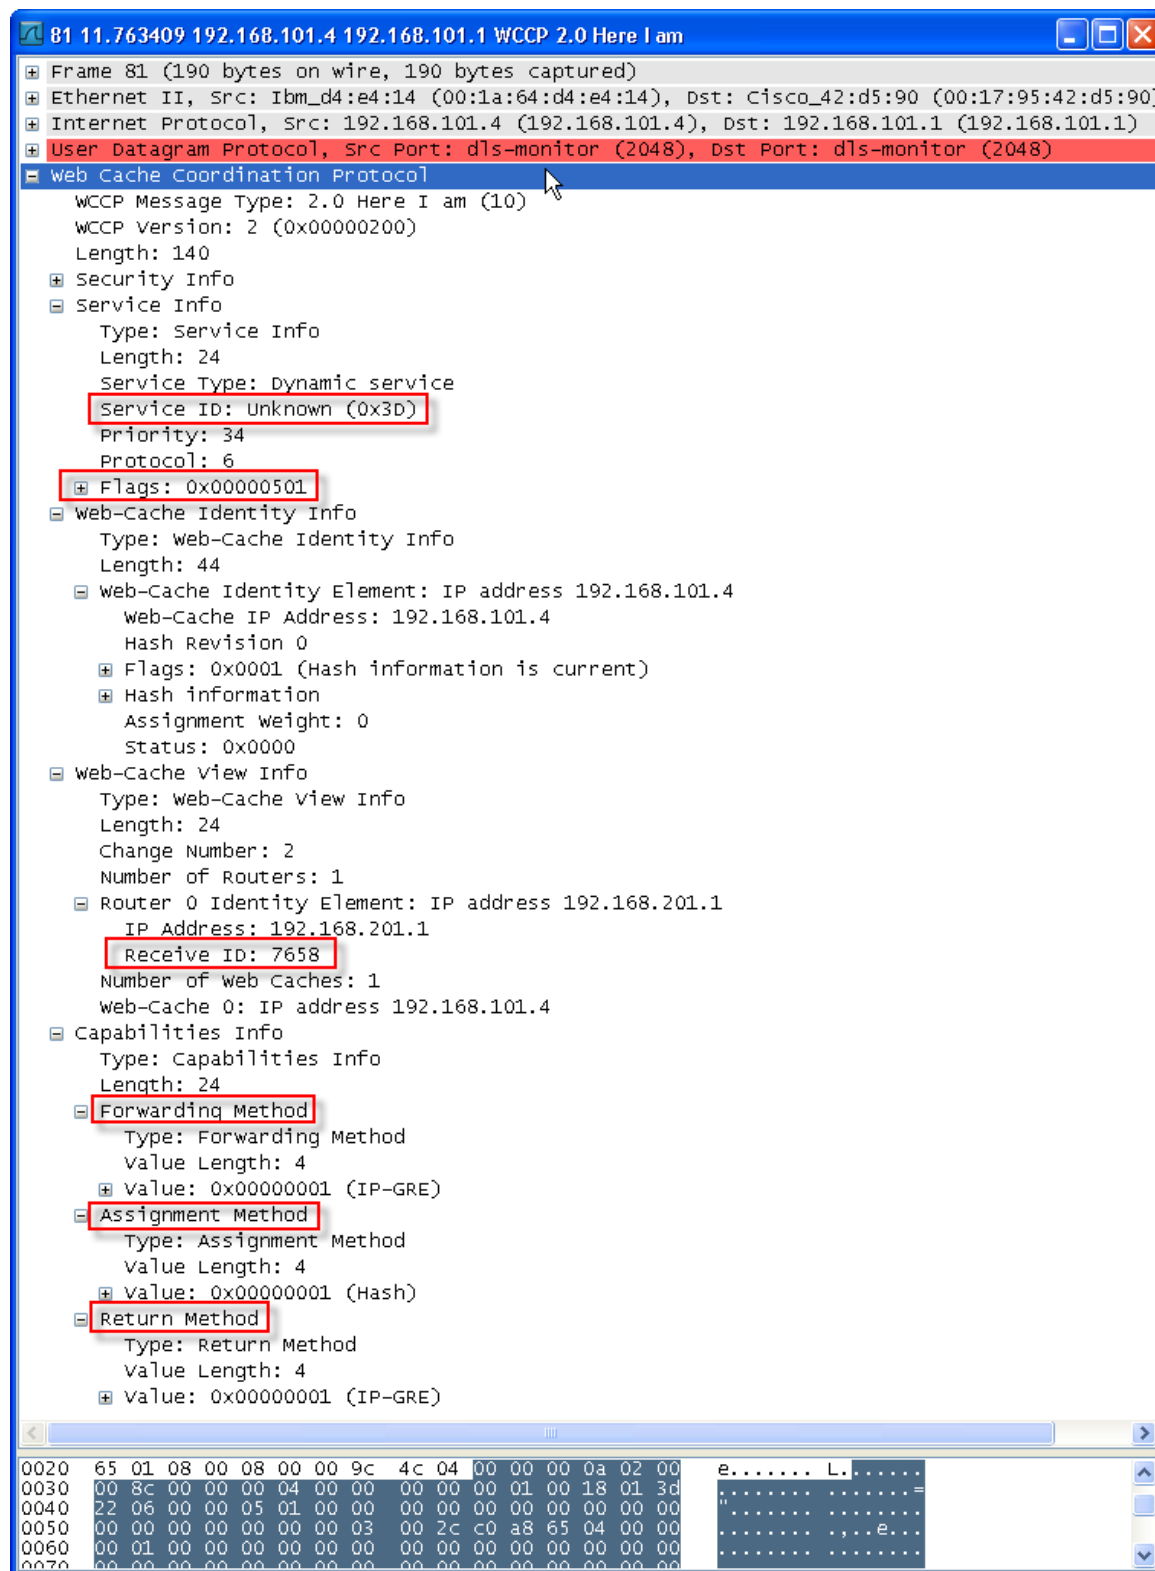 81 11.763409 192.168.101.4 192.168.101.1 WCCP 2.0 Here I am
Frame 81 (190 bytes on wire, 190 bytes captured)
Ethernet II, Src: Ibm_d4:e4:14 (00:1a:64:d4:e4:14), Dst: Cisco_42:d5:90 (00:17:95:42:d5:90)
Internet Protocol, Src: 192.168.101.4 (192.168.101.4), Dst: 192.168.101.1 (192.168.101.1)
User Datagram Protocol, Src Port: dls-monitor (2048), Dst Port: dls-monitor (2048)
Web Cache Coordination Protocol
WCCP Message Type: 2.0 Here I am (10)
WCCP Version: 2 (0x00000200)
Length: 140
Security Info
Service Info
Type: Service Info
Length: 24
Service Type: Dynamic service
Service ID: Unknown (0x3D)
Priority: 34
Protocol: 6
Flags: 0x00000501
Web-Cache Identity Info
Type: Web-Cache Identity Info
Length: 44
Web-Cache Identity Element: IP address 192.168.101.4
Web-Cache IP Address: 192.168.101.4
Hash Revision 0
Flags: 0x0001 (Hash information is current)
Hash information
Assignment Weight: 0
Status: 0x0000
Web-Cache View Info
Type: Web-Cache View Info
Length: 24
Change Number: 2
Number of Routers: 1
Router 0 Identity Element: IP address 192.168.201.1
IP Address: 192.168.201.1
Receive ID: 7658
Number of Web Caches: 1
Web-Cache 0: IP address 192.168.101.4
Capabilities Info
Type: Capabilities Info
Length: 24
Forwarding Method
Type: Forwarding Method
Value Length: 4
Value: 0x00000001 (IP-GRE)
Assignment Method
Type: Assignment Method
Value Length: 4
Value: 0x00000001 (Hash)
Return Method
Type: Return Method
Value Length: 4
Value: 0x00000001 (IP-GRE)
0020 65 01 08 00 08 00 00 9c 4c 04 00 00 00 0a 02 00 e....... L.......
0030 00 8c 00 00 00 04 00 00 00 00 00 01 00 18 01 3d ........ .......=
0040 22 06 00 00 05 01 00 00 00 00 00 00 00 00 00 00 "....... ........
0050 00 00 00 00 00 00 00 03 00 2c c0 a8 65 04 00 00 ........ .,..e...
0060 00 01 00 00 00 00 00 00 00 00 00 00 00 00 00 00 ........ ........
0070 00 00 00 00 00 00 00 00 00 00 00 00 00 00 00 00